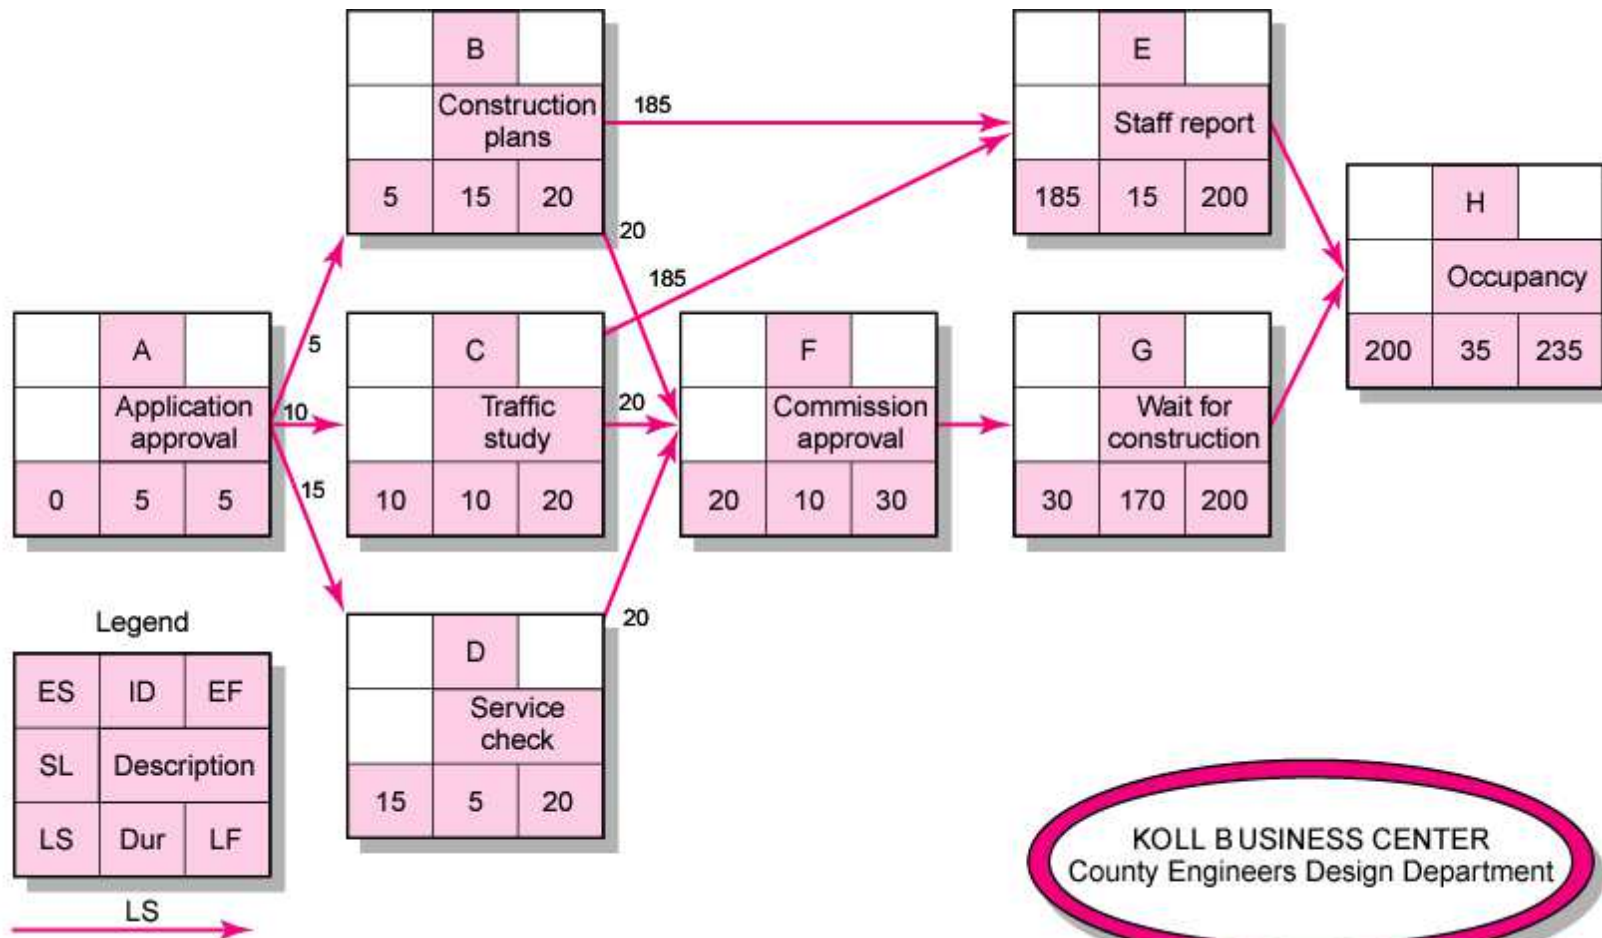 B
Construction
plans
5 15 20
E
Staff report
185 15 200
185
20
185
H
Occupancy
200 35 235
A
Application
approval
0 5 5
5
10
15
C
Traffic
study
10 10 20
20
F
Commission
approval
20 10 30
G
Wait for
construction
30 170 200
D
Service
check
15 5 20
20
Legend
ES ID EF
SL Description
LS Dur LF
LS
KOLL BUSINESS CENTER
County Engineers Design Department